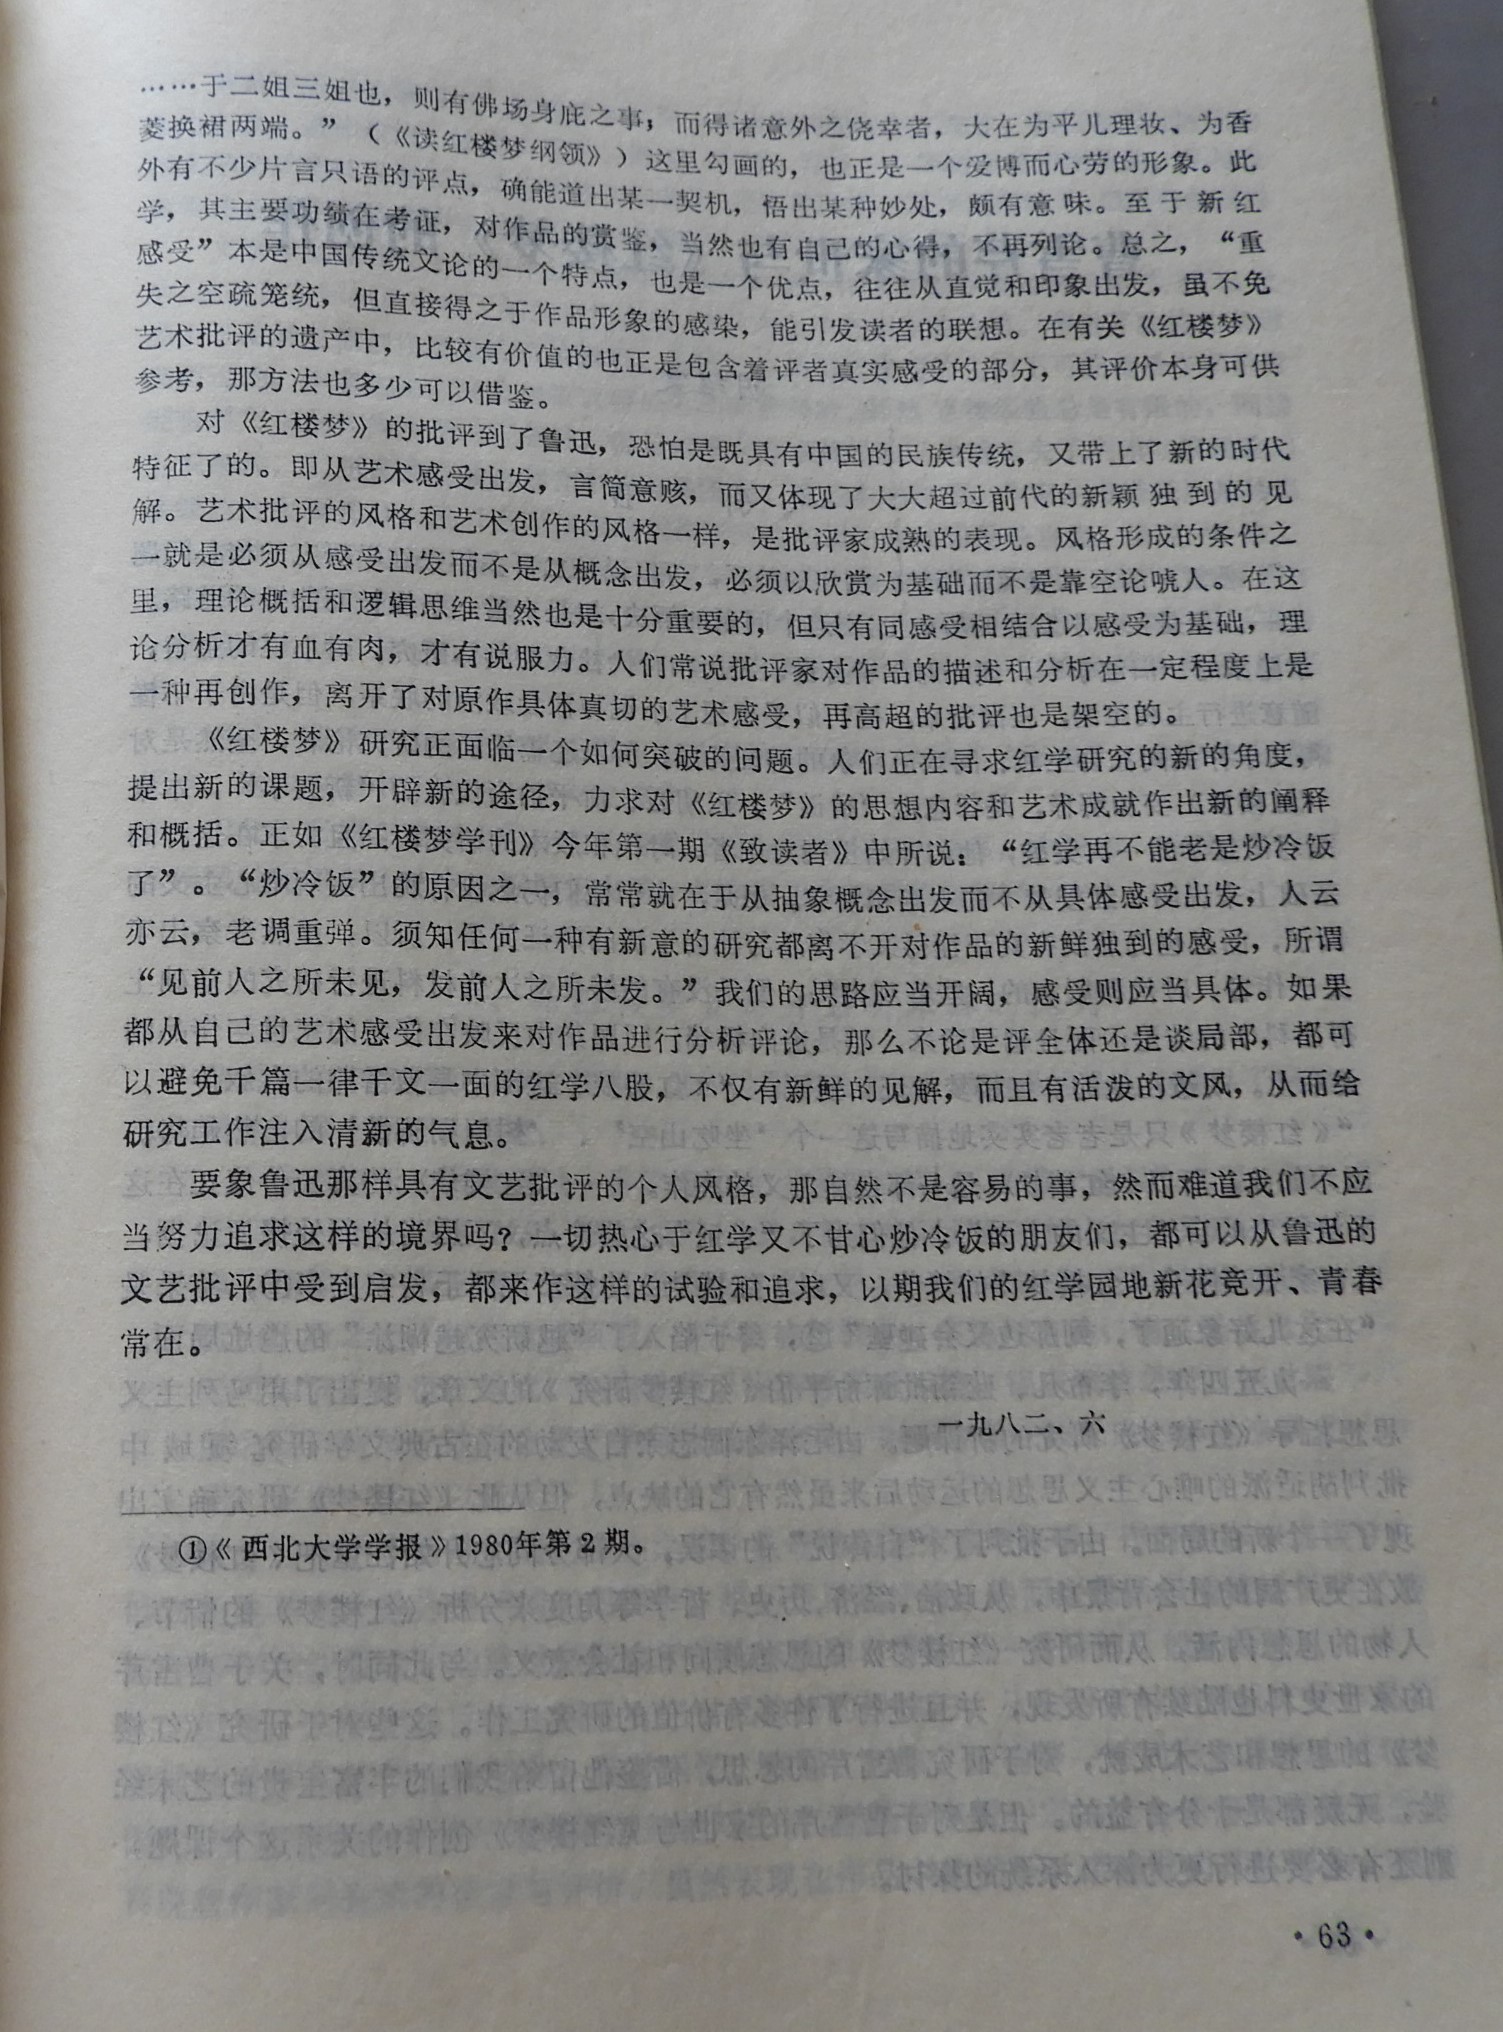 ……于二姐三姐也，则有佛场身庇之事，而得诸意外之侥幸者，大在为平儿理妆、为香
菱换裙两端。”（《读红楼梦纲领》）这里勾画的，也正是一个爱博而心劳的形象。此
外有不少片言只语的评点，确能道出某一契机，悟出某种妙处，颇有意味。至于新红
学，其主要功绩在考证，对作品的赏鉴，当然也有自己的心得，不再列论。总之，“重
感受”本是中国传统文论的一个特点，也是一个优点，往往从直觉和印象出发，虽不免
失之空疏笼统，但直接得之于作品形象的感染，能引发读者的联想。在有关《红楼梦》
艺术批评的遗产中，比较有价值的也正是包含着评者真实感受的部分，其评价本身可供
参考，那方法也多少可以借鉴。
对《红楼梦》的批评到了鲁迅，恐怕是既具有中国的民族传统，又带上了新的时代
特征了的。即从艺术感受出发，言简意赅，而又体现了大大超过前代的新颖独到的见
解。艺术批评的风格和艺术创作的风格一样，是批评家成熟的表现。风格形成的条件之
一就是必须从感受出发而不是从概念出发，必须以欣赏为基础而不是靠空论唬人。在这
里，理论概括和逻辑思维当然也是十分重要的，但只有同感受相结合以感受为基础，理
论分析才有血有肉，才有说服力。人们常说批评家对作品的描述和分析在一定程度上是
一种再创作，离开了对原作具体真切的艺术感受，再高超的批评也是架空的。
《红楼梦》研究正面临一个如何突破的问题。人们正在寻求红学研究的新的角度，
提出新的课题，开辟新的途径，力求对《红楼梦》的思想内容和艺术成就作出新的阐释
和概括。正如《红楼梦学刊》今年第一期《致读者》中所说：“红学再不能老是炒冷饭
了”。“炒冷饭”的原因之一，常常就在于从抽象概念出发而不从具体感受出发，人云
亦云，老调重弹。须知任何一种有新意的研究都离不开对作品的新鲜独到的感受，所谓
“见前人之所未见，发前人之所未发。”我们的思路应当开阔，感受则应当具体。如果
都从自己的艺术感受出发来对作品进行分析评论，那么不论是评全体还是谈局部，都可
以避免千篇一律千文一面的红学八股，不仅有新鲜的见解，而且有活泼的文风，从而给
研究工作注入清新的气息。
要象鲁迅那样具有文艺批评的个人风格，那自然不是容易的事，然而难道我们不应
当努力追求这样的境界吗？一切热心于红学又不甘心炒冷饭的朋友们，都可以从鲁迅的
文艺批评中受到启发，都来作这样的试验和追求，以期我们的红学园地新花竞开、青春
常在。
一九八二、六
①《西北大学学报》1980年第2期。
·63·